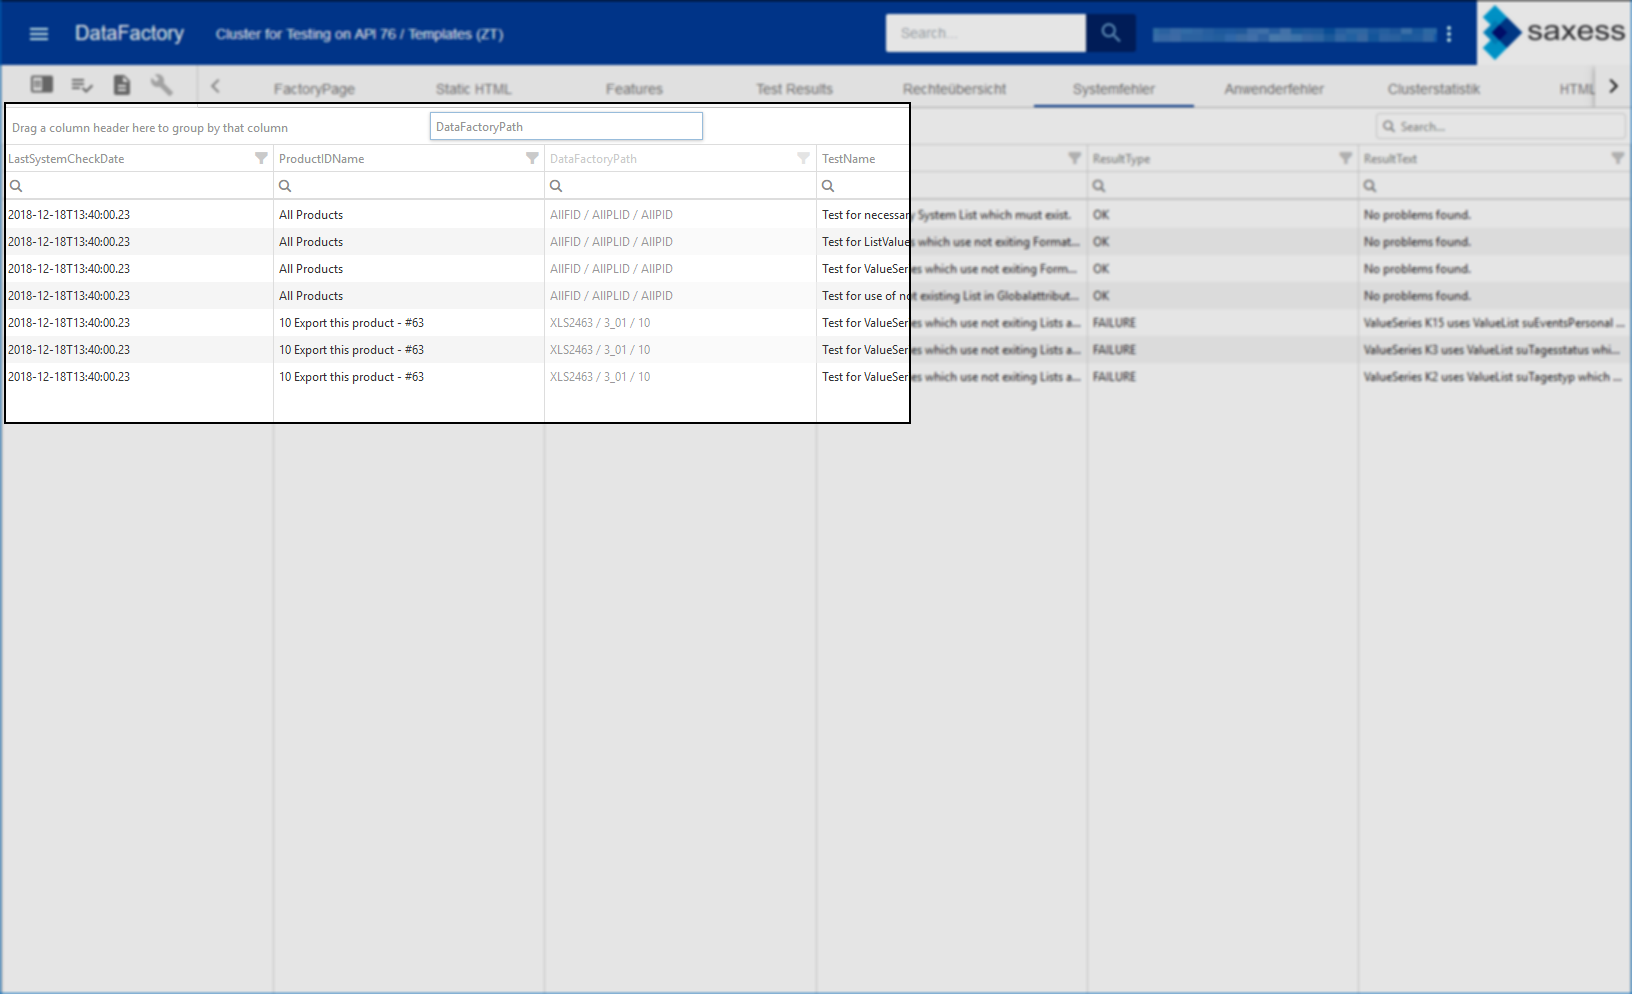 DataFactory Cluster for Testing on API 76 / Templates (ZT) Search... saxess
FactoryPage Static HTML Features Test Results Rechteübersicht Systemfehler Anwenderfehler Clusterstatistik HTML
Drag a column header here to group by that column DataFactoryPath Search...
LastSystemCheckDate ProductIDName DataFactoryPath TestName ResultType ResultText
2018-12-18T13:40:00.23 All Products AllFID / AllPLID / AllPID Test for necessary System List which must exist. OK No problems found.
2018-12-18T13:40:00.23 All Products AllFID / AllPLID / AllPID Test for ListValues which use not exiting Format... OK No problems found.
2018-12-18T13:40:00.23 All Products AllFID / AllPLID / AllPID Test for ValueSeries which use not exiting Form... OK No problems found.
2018-12-18T13:40:00.23 All Products AllFID / AllPLID / AllPID Test for use of not existing List in Globalattribut... OK No problems found.
2018-12-18T13:40:00.23 10 Export this product - #63 XLS2463 / 3_01 / 10 Test for ValueSeries which use not exiting Lists a... FAILURE ValueSeries K15 uses ValueList suEventsPersonal ...
2018-12-18T13:40:00.23 10 Export this product - #63 XLS2463 / 3_01 / 10 Test for ValueSeries which use not exiting Lists a... FAILURE ValueSeries K3 uses ValueList suTagesstatus whi...
2018-12-18T13:40:00.23 10 Export this product - #63 XLS2463 / 3_01 / 10 Test for ValueSeries which use not exiting Lists a... FAILURE ValueSeries K2 uses ValueList suTagestyp which ...